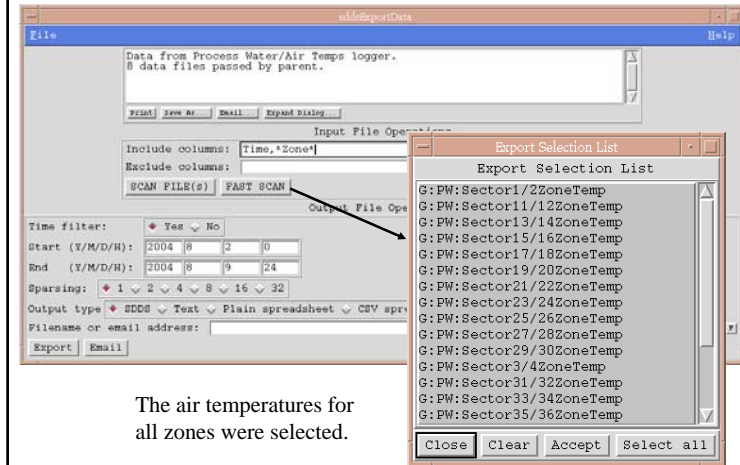 sddsExportData
File Help
Data from Process Water/Air Temps logger.
8 data files passed by parent.
Print Save As... Email... Expand Dialog...
Input File Operations
Include columns: Time,*Zone*
Exclude columns:
SCAN FILE(s) FAST SCAN
Output File Ope
Time filter: Yes No
Start (Y/M/D/H): 2004 8 2 0
End (Y/M/D/H): 2004 8 9 24
Sparsing: 1 2 4 8 16 32
Output type SDDS Text Plain spreadsheet CSV spre
Filename or email address:
Export Email
Export Selection List
Export Selection List
G:PW:Sector1/2ZoneTemp
G:PW:Sector11/12ZoneTemp
G:PW:Sector13/14ZoneTemp
G:PW:Sector15/16ZoneTemp
G:PW:Sector17/18ZoneTemp
G:PW:Sector19/20ZoneTemp
G:PW:Sector21/22ZoneTemp
G:PW:Sector23/24ZoneTemp
G:PW:Sector25/26ZoneTemp
G:PW:Sector27/28ZoneTemp
G:PW:Sector29/30ZoneTemp
G:PW:Sector3/4ZoneTemp
G:PW:Sector31/32ZoneTemp
G:PW:Sector33/34ZoneTemp
G:PW:Sector35/36ZoneTemp
Close Clear Accept Select all
The air temperatures for
all zones were selected.